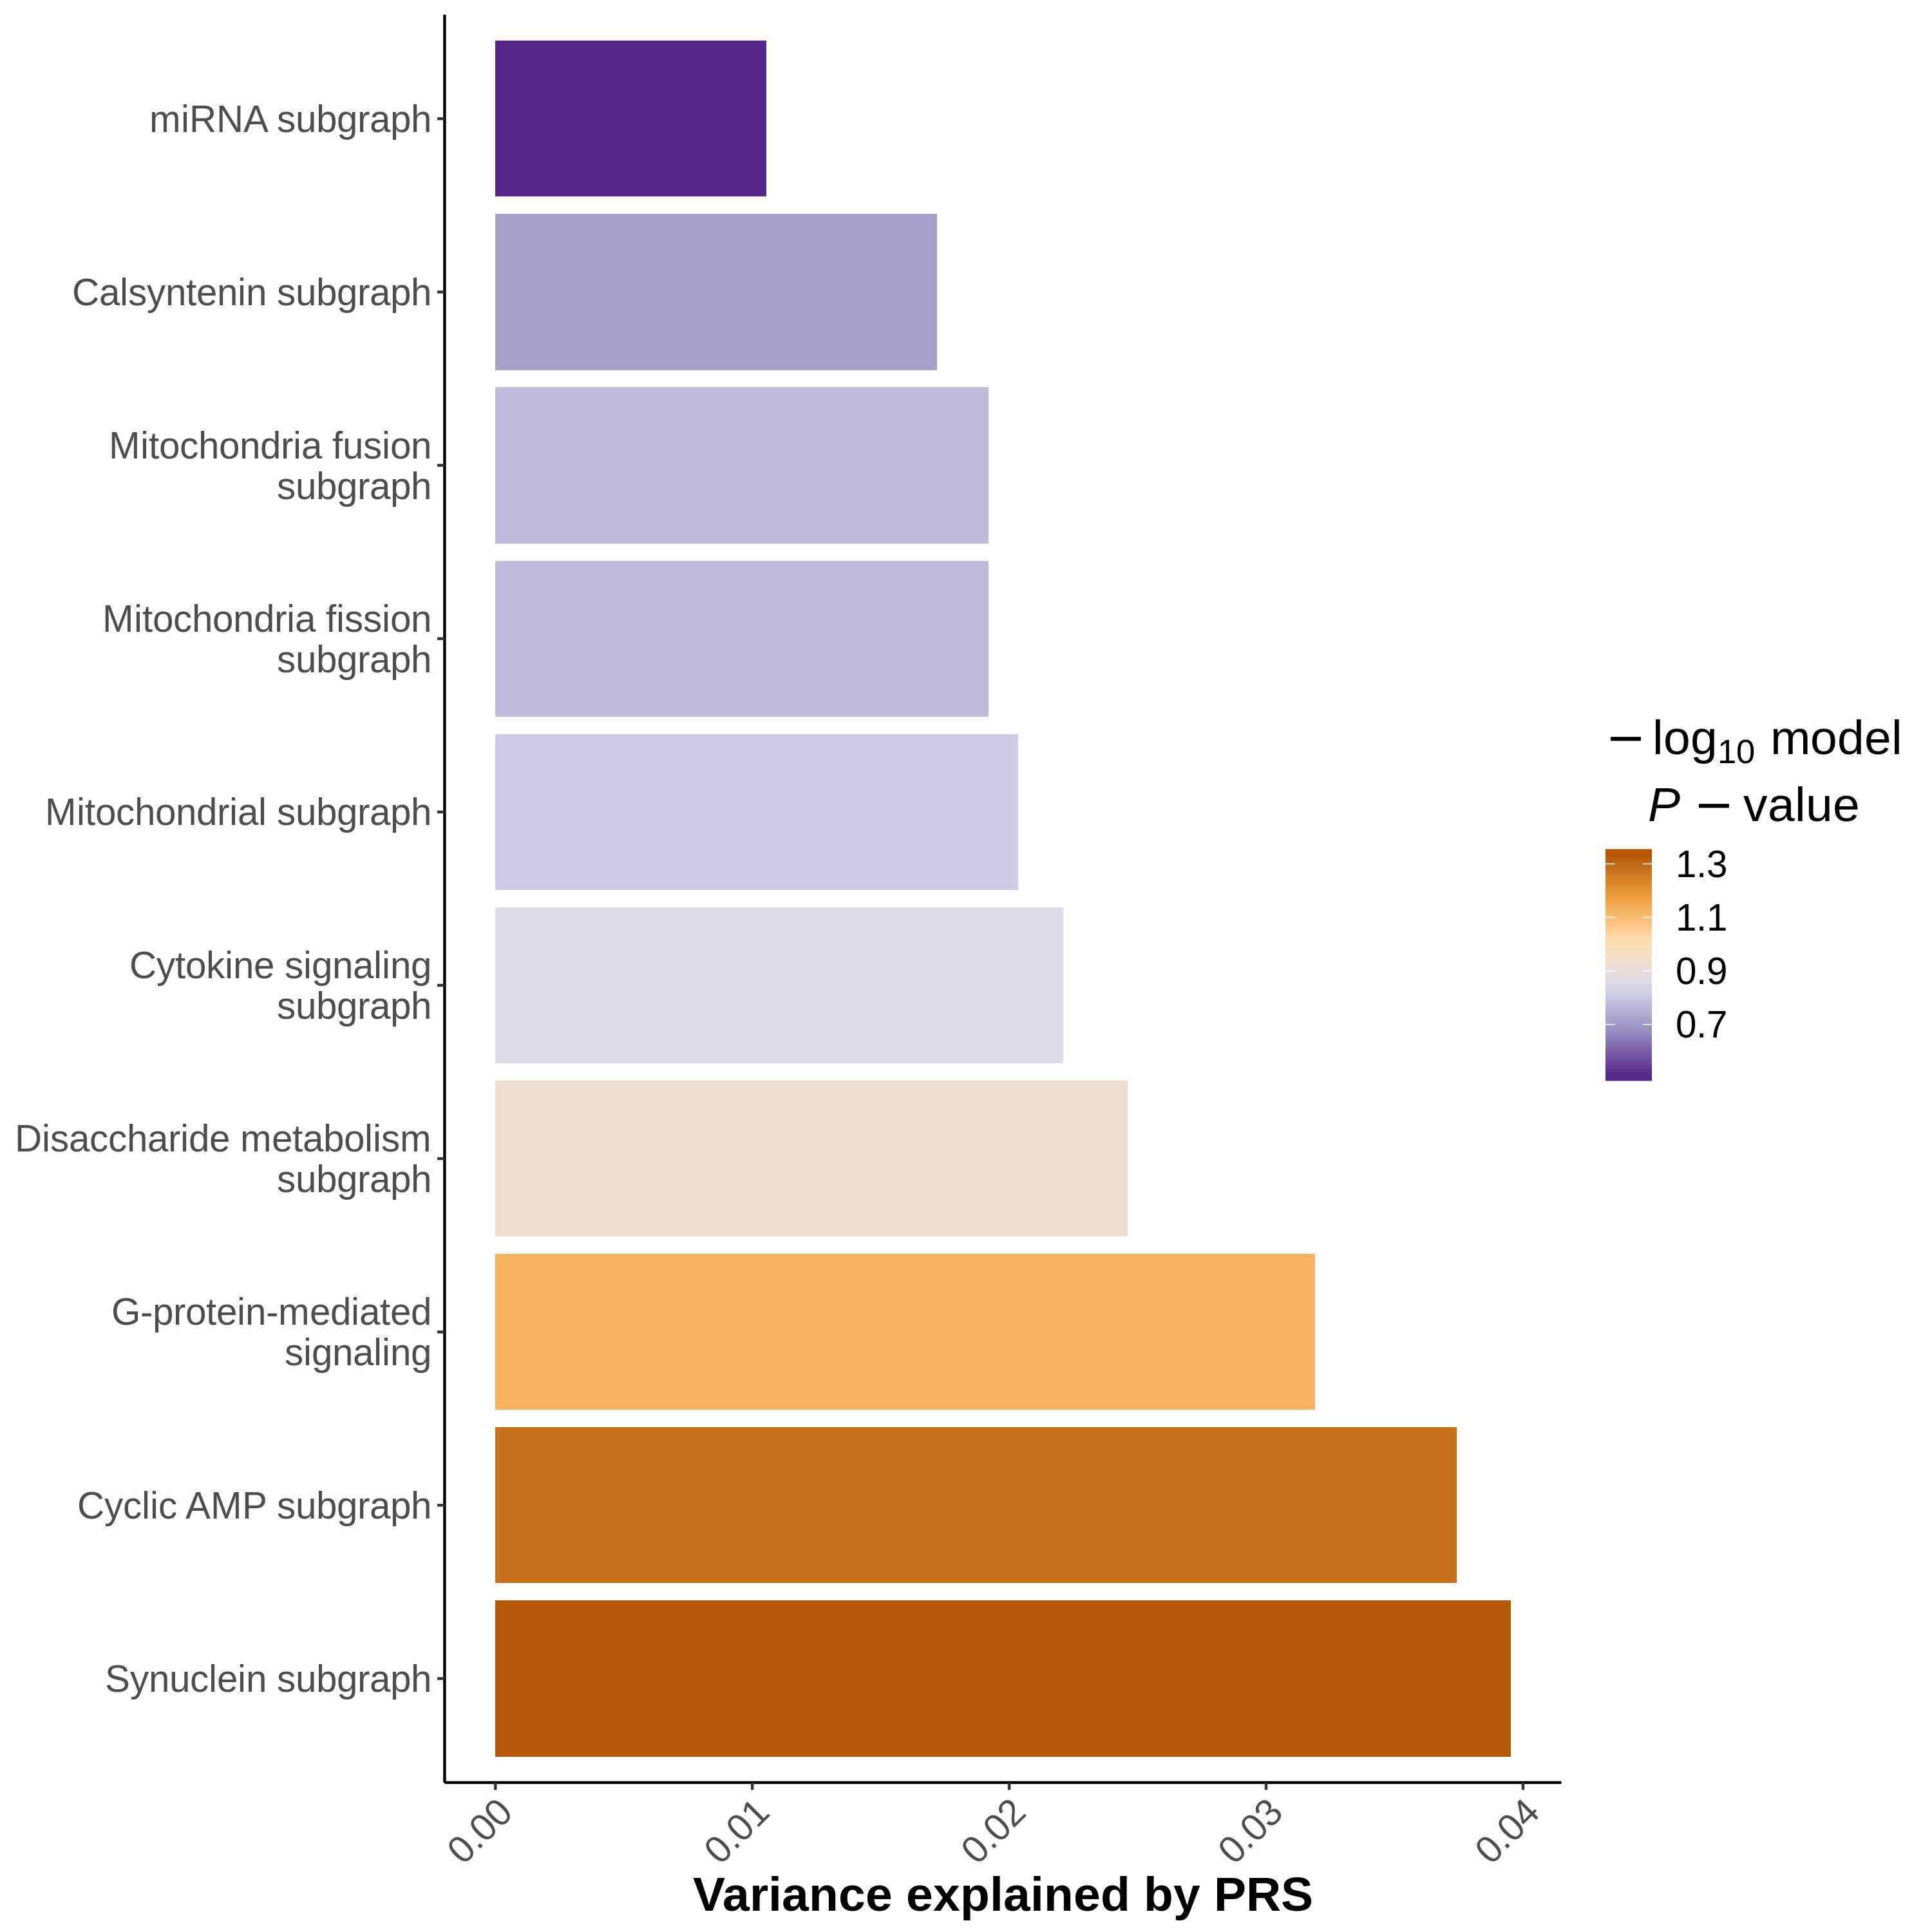 miRNA subgraph
Calsyntenin subgraph
Mitochondria fusion
subgraph
Mitochondria fission
subgraph
Mitochondrial subgraph
Cytokine signaling
subgraph
Disaccharide metabolism
subgraph
G-protein-mediated
signaling
Cyclic AMP subgraph
Synuclein subgraph
0.00 0.01 0.02 0.03 0.04
Variance explained by PRS
− log₁₀ model
P − value
1.3
1.1
0.9
0.7